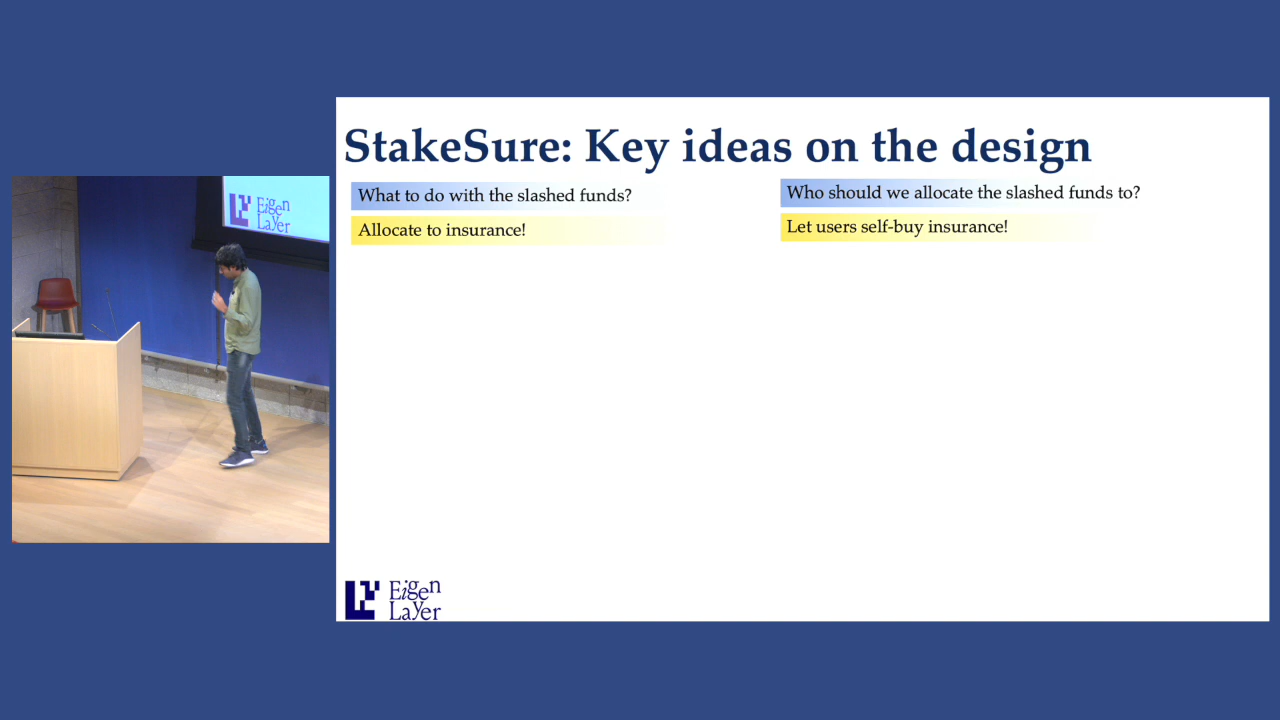 StakeSure: Key ideas on the design
What to do with the slashed funds?
Allocate to insurance!
Who should we allocate the slashed funds to?
Let users self-buy insurance!
Eigen
Layer
Eigen
Layer